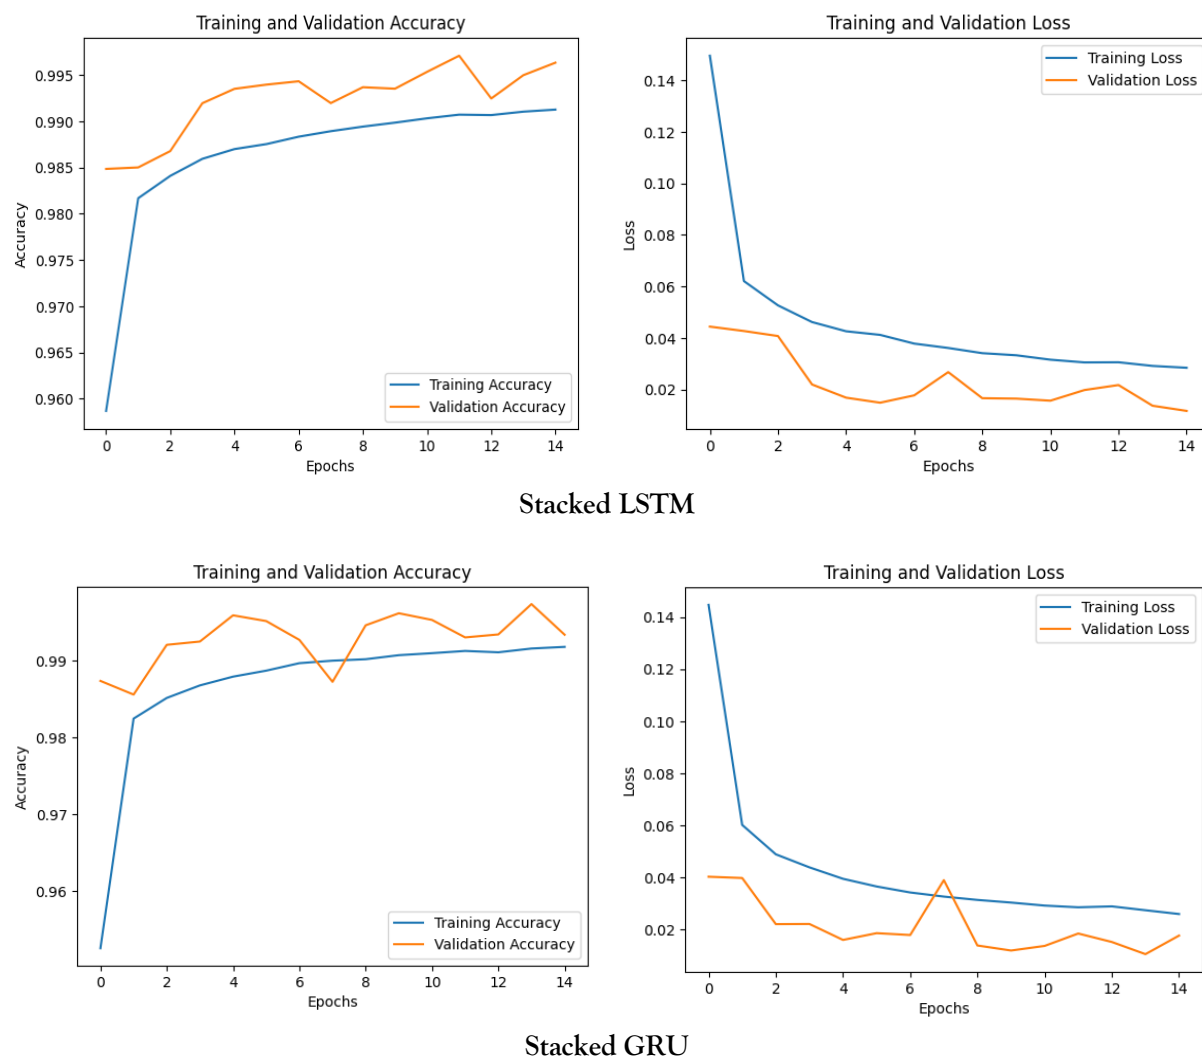 Training and Validation Accuracy
Accuracy
0.995
0.990
0.985
0.980
0.975
0.970
0.965
0.960
Training Accuracy
Validation Accuracy
0 2 4 6 8 10 12 14
Epochs
Training and Validation Loss
Loss
0.14
0.12
0.10
0.08
0.06
0.04
0.02
Training Loss
Validation Loss
0 2 4 6 8 10 12 14
Epochs
Stacked LSTM
Training and Validation Accuracy
Accuracy
0.99
0.98
0.97
0.96
Training Accuracy
Validation Accuracy
0 2 4 6 8 10 12 14
Epochs
Training and Validation Loss
Loss
0.14
0.12
0.10
0.08
0.06
0.04
0.02
Training Loss
Validation Loss
0 2 4 6 8 10 12 14
Epochs
Stacked GRU